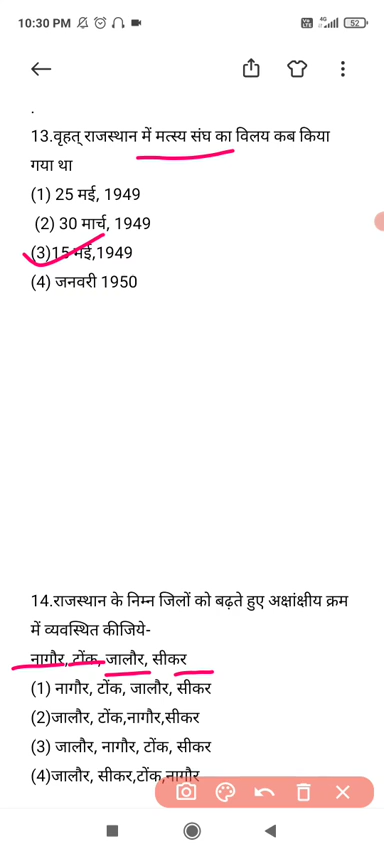 10:30 PM
4G
52
.
13.वृहत् राजस्थान में मत्स्य संघ का विलय कब किया
गया था
(1) 25 मई, 1949
(2) 30 मार्च, 1949
(3)15 मई,1949
(4) जनवरी 1950
14.राजस्थान के निम्न जिलों को बढ़ते हुए अक्षांक्षीय क्रम
में व्यवस्थित कीजिये-
नागौर, टोंक, जालौर, सीकर
(1) नागौर, टोंक, जालौर, सीकर
(2)जालौर, टोंक,नागौर,सीकर
(3) जालौर, नागौर, टोंक, सीकर
(4)जालौर, सीकर,टोंक,नागौर